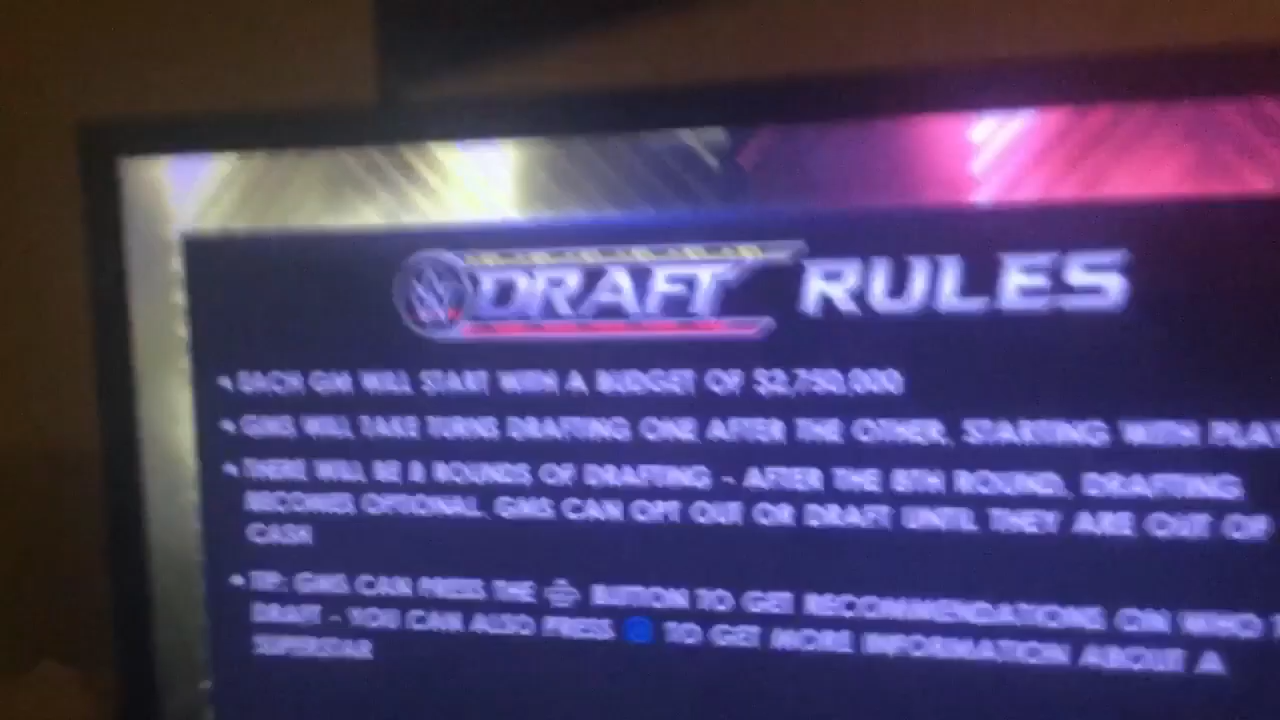 W DRAFT RULES
• EACH GM WILL START WITH A BUDGET OF $2,750,000
• GMS WILL TAKE TURNS DRAFTING ONE AFTER THE OTHER, STARTING WITH PLAY
• THERE WILL BE 8 ROUNDS OF DRAFTING - AFTER THE 8TH ROUND, DRAFTING
BECOMES OPTIONAL. GMS CAN OPT OUT OR DRAFT UNTIL THEY ARE OUT OF
CASH
• TIP: GMS CAN PRESS THE BUTTON TO GET RECOMMENDATIONS ON WHO T
DRAFT - YOU CAN ALSO PRESS TO GET MORE INFORMATION ABOUT A
SUPERSTAR